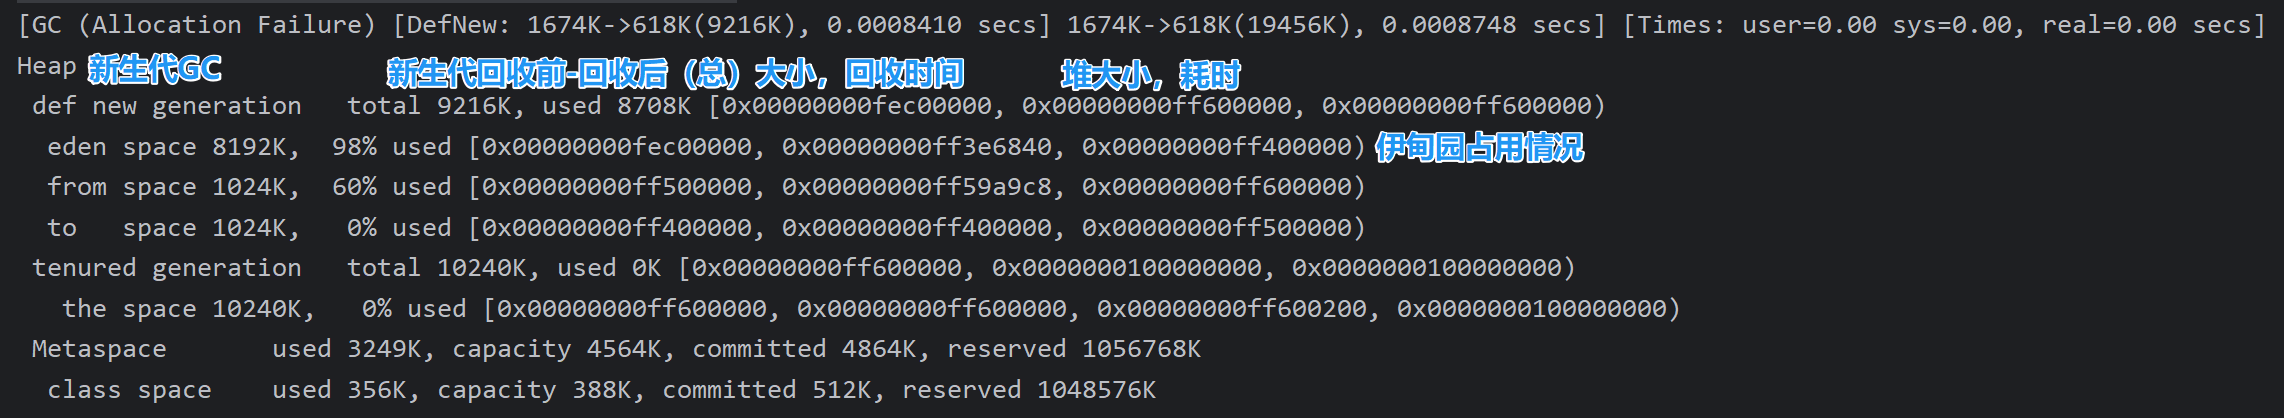 [GC (Allocation Failure) [DefNew: 1674K->618K(9216K), 0.0008410 secs] 1674K->618K(19456K), 0.0008748 secs] [Times: user=0.00 sys=0.00, real=0.00 secs]
Heap 新生代GC 新生代回收前-回收后（总）大小，回收时间 堆大小，耗时
def new generation   total 9216K, used 8708K [0x00000000fec00000, 0x00000000ff600000, 0x00000000ff600000)
eden space 8192K,  98% used [0x00000000fec00000, 0x00000000ff3e6840, 0x00000000ff400000) 伊甸园占用情况
from space 1024K,  60% used [0x00000000ff500000, 0x00000000ff59a9c8, 0x00000000ff600000)
to   space 1024K,   0% used [0x00000000ff400000, 0x00000000ff400000, 0x00000000ff500000)
tenured generation   total 10240K, used 0K [0x00000000ff600000, 0x0000000100000000, 0x0000000100000000)
the space 10240K,   0% used [0x00000000ff600000, 0x00000000ff600000, 0x00000000ff600200, 0x0000000100000000)
Metaspace       used 3249K, capacity 4564K, committed 4864K, reserved 1056768K
class space    used 356K, capacity 388K, committed 512K, reserved 1048576K